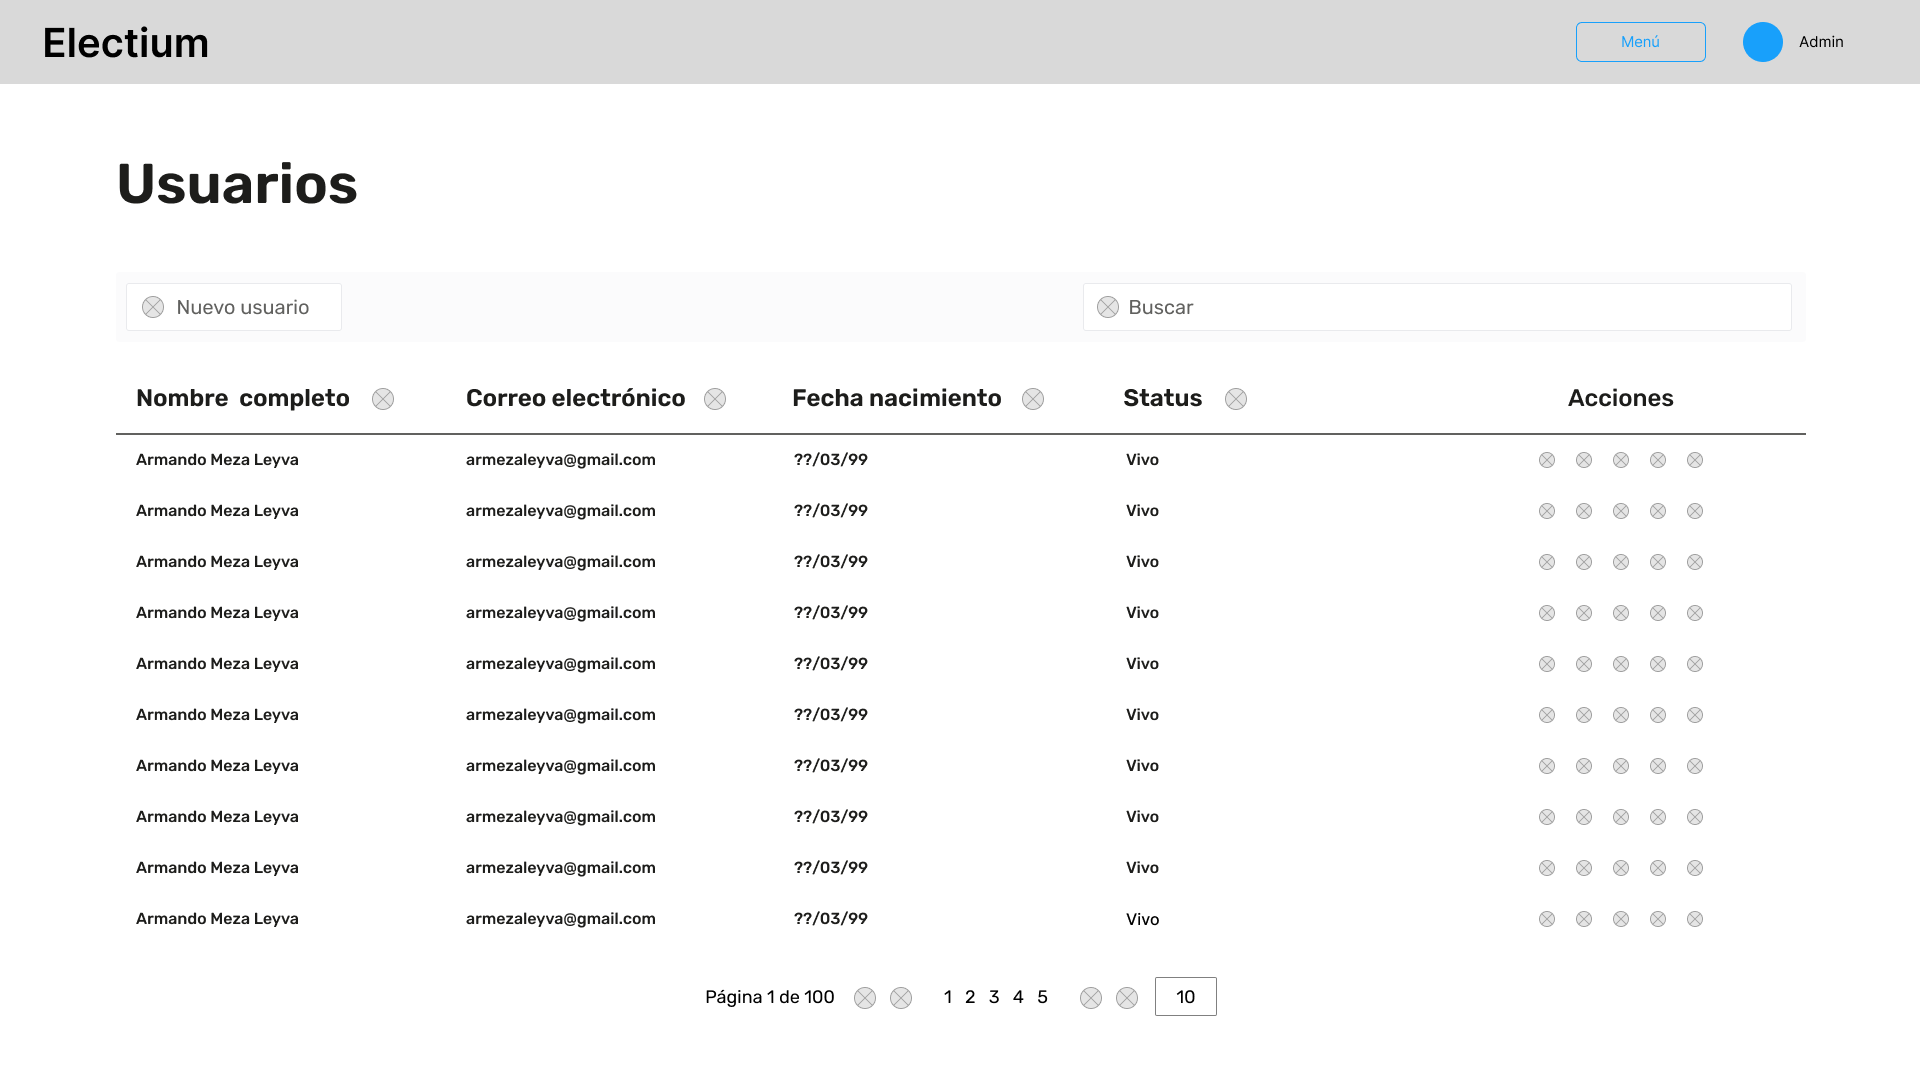 Electium Menú Admin
Usuarios
Nuevo usuario Buscar
Nombre completo Correo electrónico Fecha nacimiento Status Acciones
Armando Meza Leyva armezaleyva@gmail.com ??/03/99 Vivo
Armando Meza Leyva armezaleyva@gmail.com ??/03/99 Vivo
Armando Meza Leyva armezaleyva@gmail.com ??/03/99 Vivo
Armando Meza Leyva armezaleyva@gmail.com ??/03/99 Vivo
Armando Meza Leyva armezaleyva@gmail.com ??/03/99 Vivo
Armando Meza Leyva armezaleyva@gmail.com ??/03/99 Vivo
Armando Meza Leyva armezaleyva@gmail.com ??/03/99 Vivo
Armando Meza Leyva armezaleyva@gmail.com ??/03/99 Vivo
Armando Meza Leyva armezaleyva@gmail.com ??/03/99 Vivo
Armando Meza Leyva armezaleyva@gmail.com ??/03/99 Vivo
Página 1 de 100 1 2 3 4 5 10